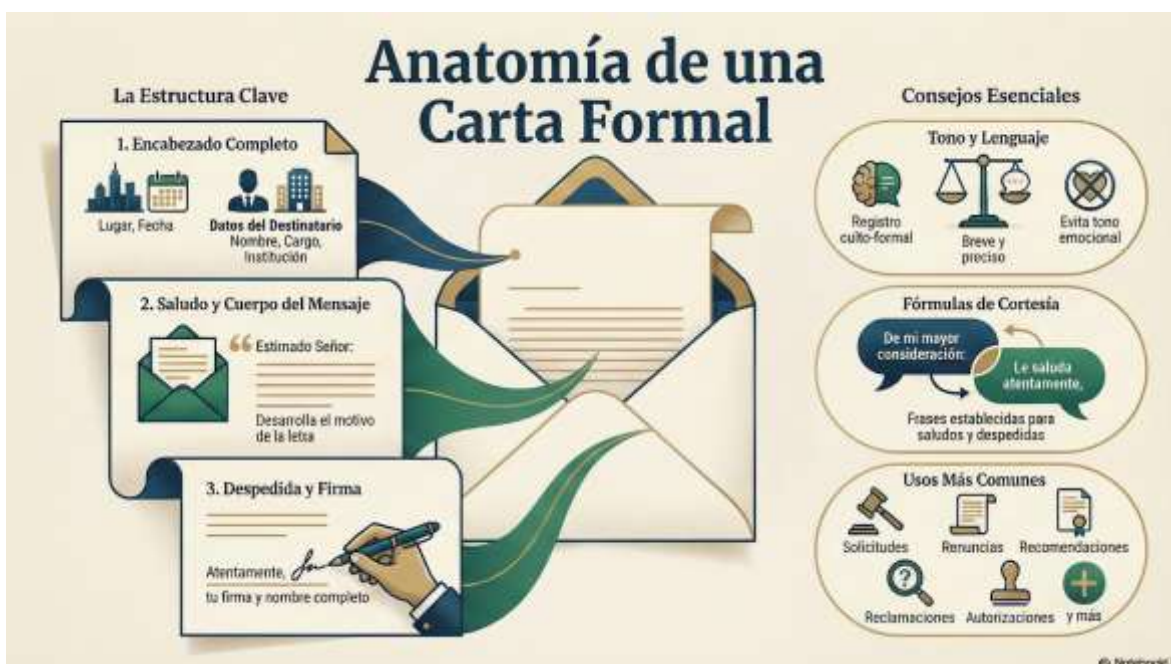 Anatomía de una
Carta Formal
La Estructura Clave
1. Encabezado Completo
Lugar, Fecha
Datos del Destinatario
Nombre, Cargo,
Institución
2. Saludo y Cuerpo del Mensaje
Estimado Señor:
Desarrolla el motivo
de la letra
3. Despedida y Firma
Atentamente,
tu firma y nombre completo
Consejos Esenciales
Tono y Lenguaje
Registro
culto-formal
Breve y
preciso
Evita tono
emocional
Fórmulas de Cortesía
De mi mayor
consideración:
Le saluda
atentamente,
Frases establecidas para
saludos y despedidas
Usos Más Comunes
Solicitudes
Renuncias
Recomendaciones
Reclamaciones
Autorizaciones
y más